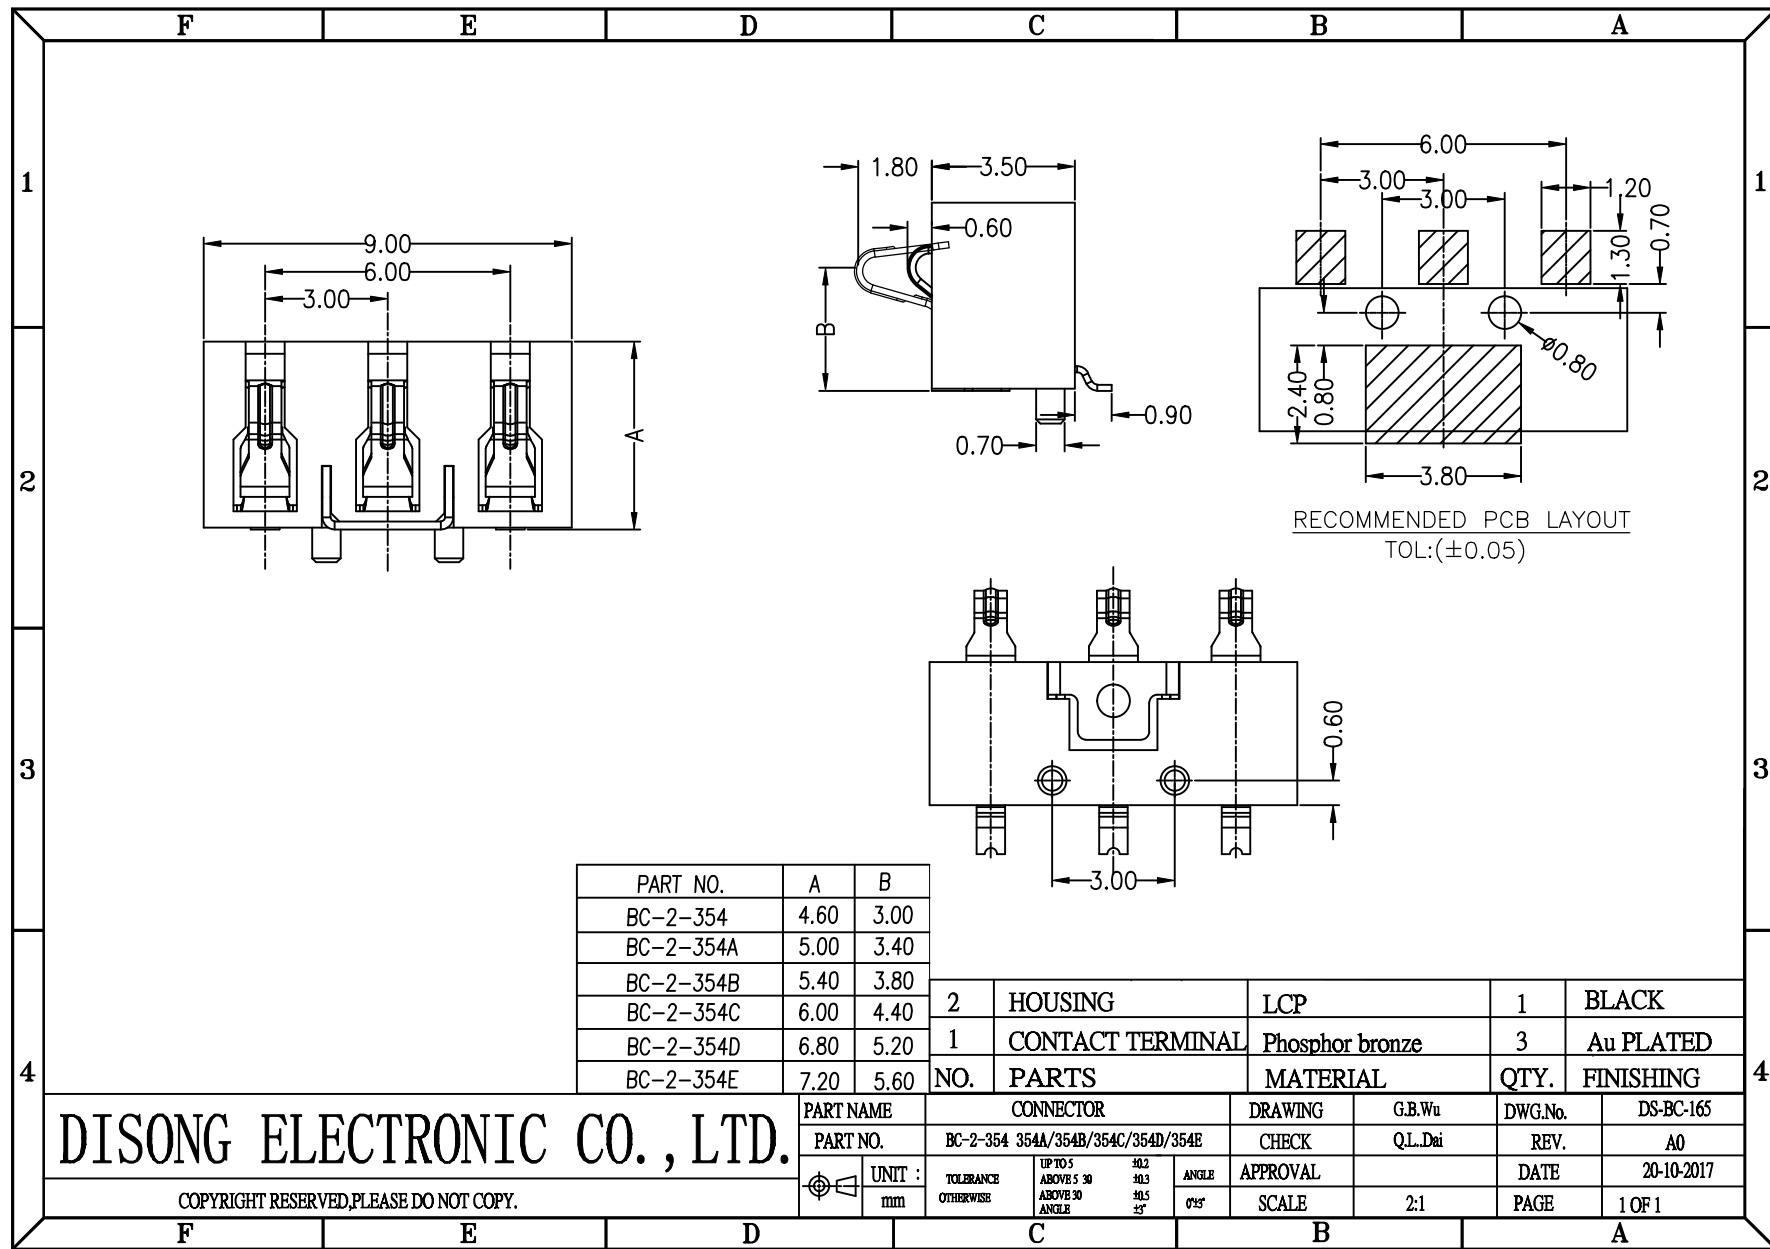 F E D C B A
1 1
2 2
3 3
4 4
9.00
6.00
3.00
A
1.80
3.50
0.60
B
0.90
0.70
6.00
3.00
3.00
1.20
1.30
0.70
ø0.80
2.40
0.80
3.80
RECOMMENDED PCB LAYOUT
TOL:(±0.05)
0.60
3.00
PART NO. A B
BC-2-354 4.60 3.00
BC-2-354A 5.00 3.40
BC-2-354B 5.40 3.80
BC-2-354C 6.00 4.40
BC-2-354D 6.80 5.20
BC-2-354E 7.20 5.60
2 HOUSING LCP 1 BLACK
1 CONTACT TERMINAL Phosphor bronze 3 Au PLATED
NO. PARTS MATERIAL QTY. FINISHING
DISONG ELECTRONIC CO.,LTD.
COPYRIGHT RESERVED,PLEASE DO NOT COPY.
PART NAME CONNECTOR DRAWING G.B.Wu DWG.No. DS-BC-165
PART NO. BC-2-354 354A/354B/354C/354D/354E CHECK Q.L..Dai REV. A0
UNIT : mm
TOLERANCE OTHERWISE
UP TO 5 ±0.2
ABOVE 5 30 ±0.3
ABOVE 30 ±0.5
ANGLE ±3°
ANGLE
0°±3°
APPROVAL DATE 20-10-2017
SCALE 2:1 PAGE 1 OF 1
F E D C B A